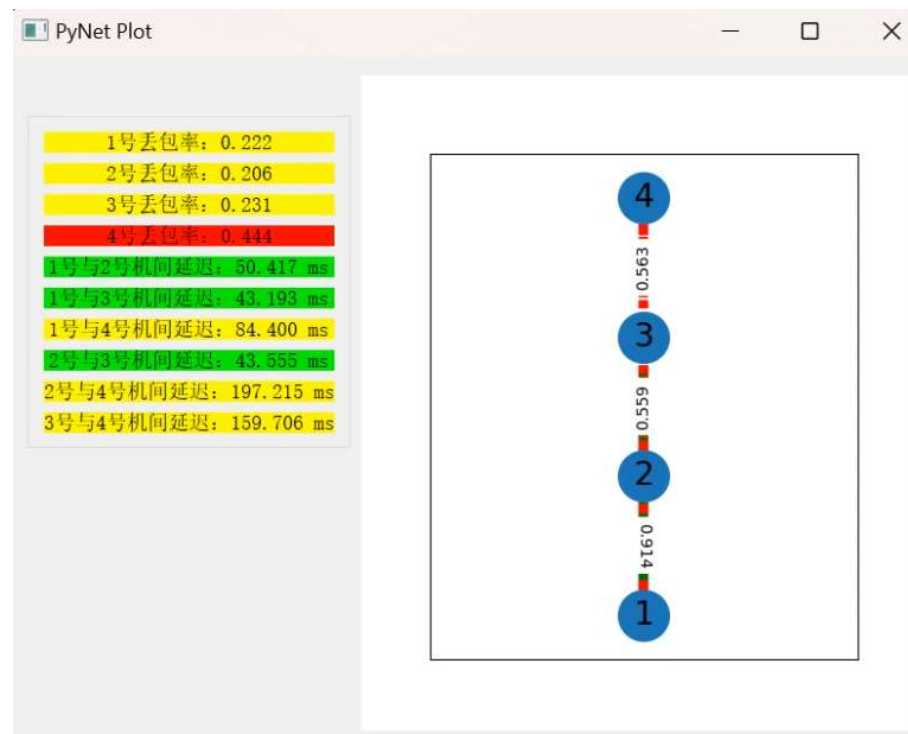 PyNet Plot
1号丢包率: 0.222
2号丢包率: 0.206
3号丢包率: 0.231
4号丢包率: 0.444
1号与2号机间延迟: 50.417 ms
1号与3号机间延迟: 43.193 ms
1号与4号机间延迟: 84.400 ms
2号与3号机间延迟: 43.555 ms
2号与4号机间延迟: 197.215 ms
3号与4号机间延迟: 159.706 ms
4
0.593
3
0.559
2
0.914
1